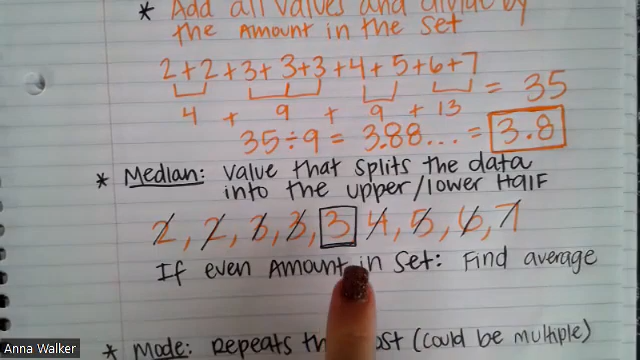 * Add all values and divide by
the Amount in the set
2+2+3+3+3+4+5+6+7 = 35
4 + 9 + 9 + 13
35÷9 = 3.88... = 3.8
* Median: Value that splits the data
into the upper/lower Half
2, 2, 3, 3, 3 4, 5, 6, 7
If even Amount in Set: Find average
* Mode: Repeats the most (could be multiple)
Anna Walker